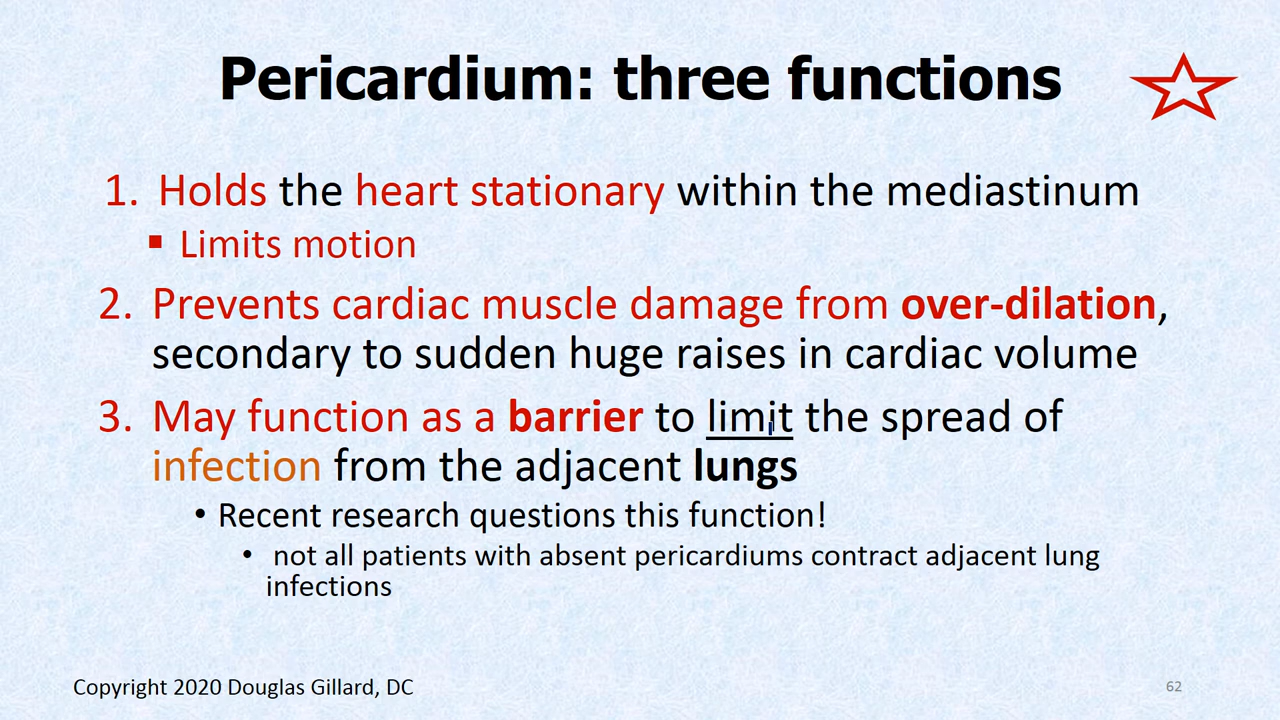 Pericardium: three functions
1. Holds the heart stationary within the mediastinum
▪ Limits motion
2. Prevents cardiac muscle damage from over-dilation,
secondary to sudden huge raises in cardiac volume
3. May function as a barrier to limit the spread of
infection from the adjacent lungs
• Recent research questions this function!
• not all patients with absent pericardiums contract adjacent lung
infections
Copyright 2020 Douglas Gillard, DC
62